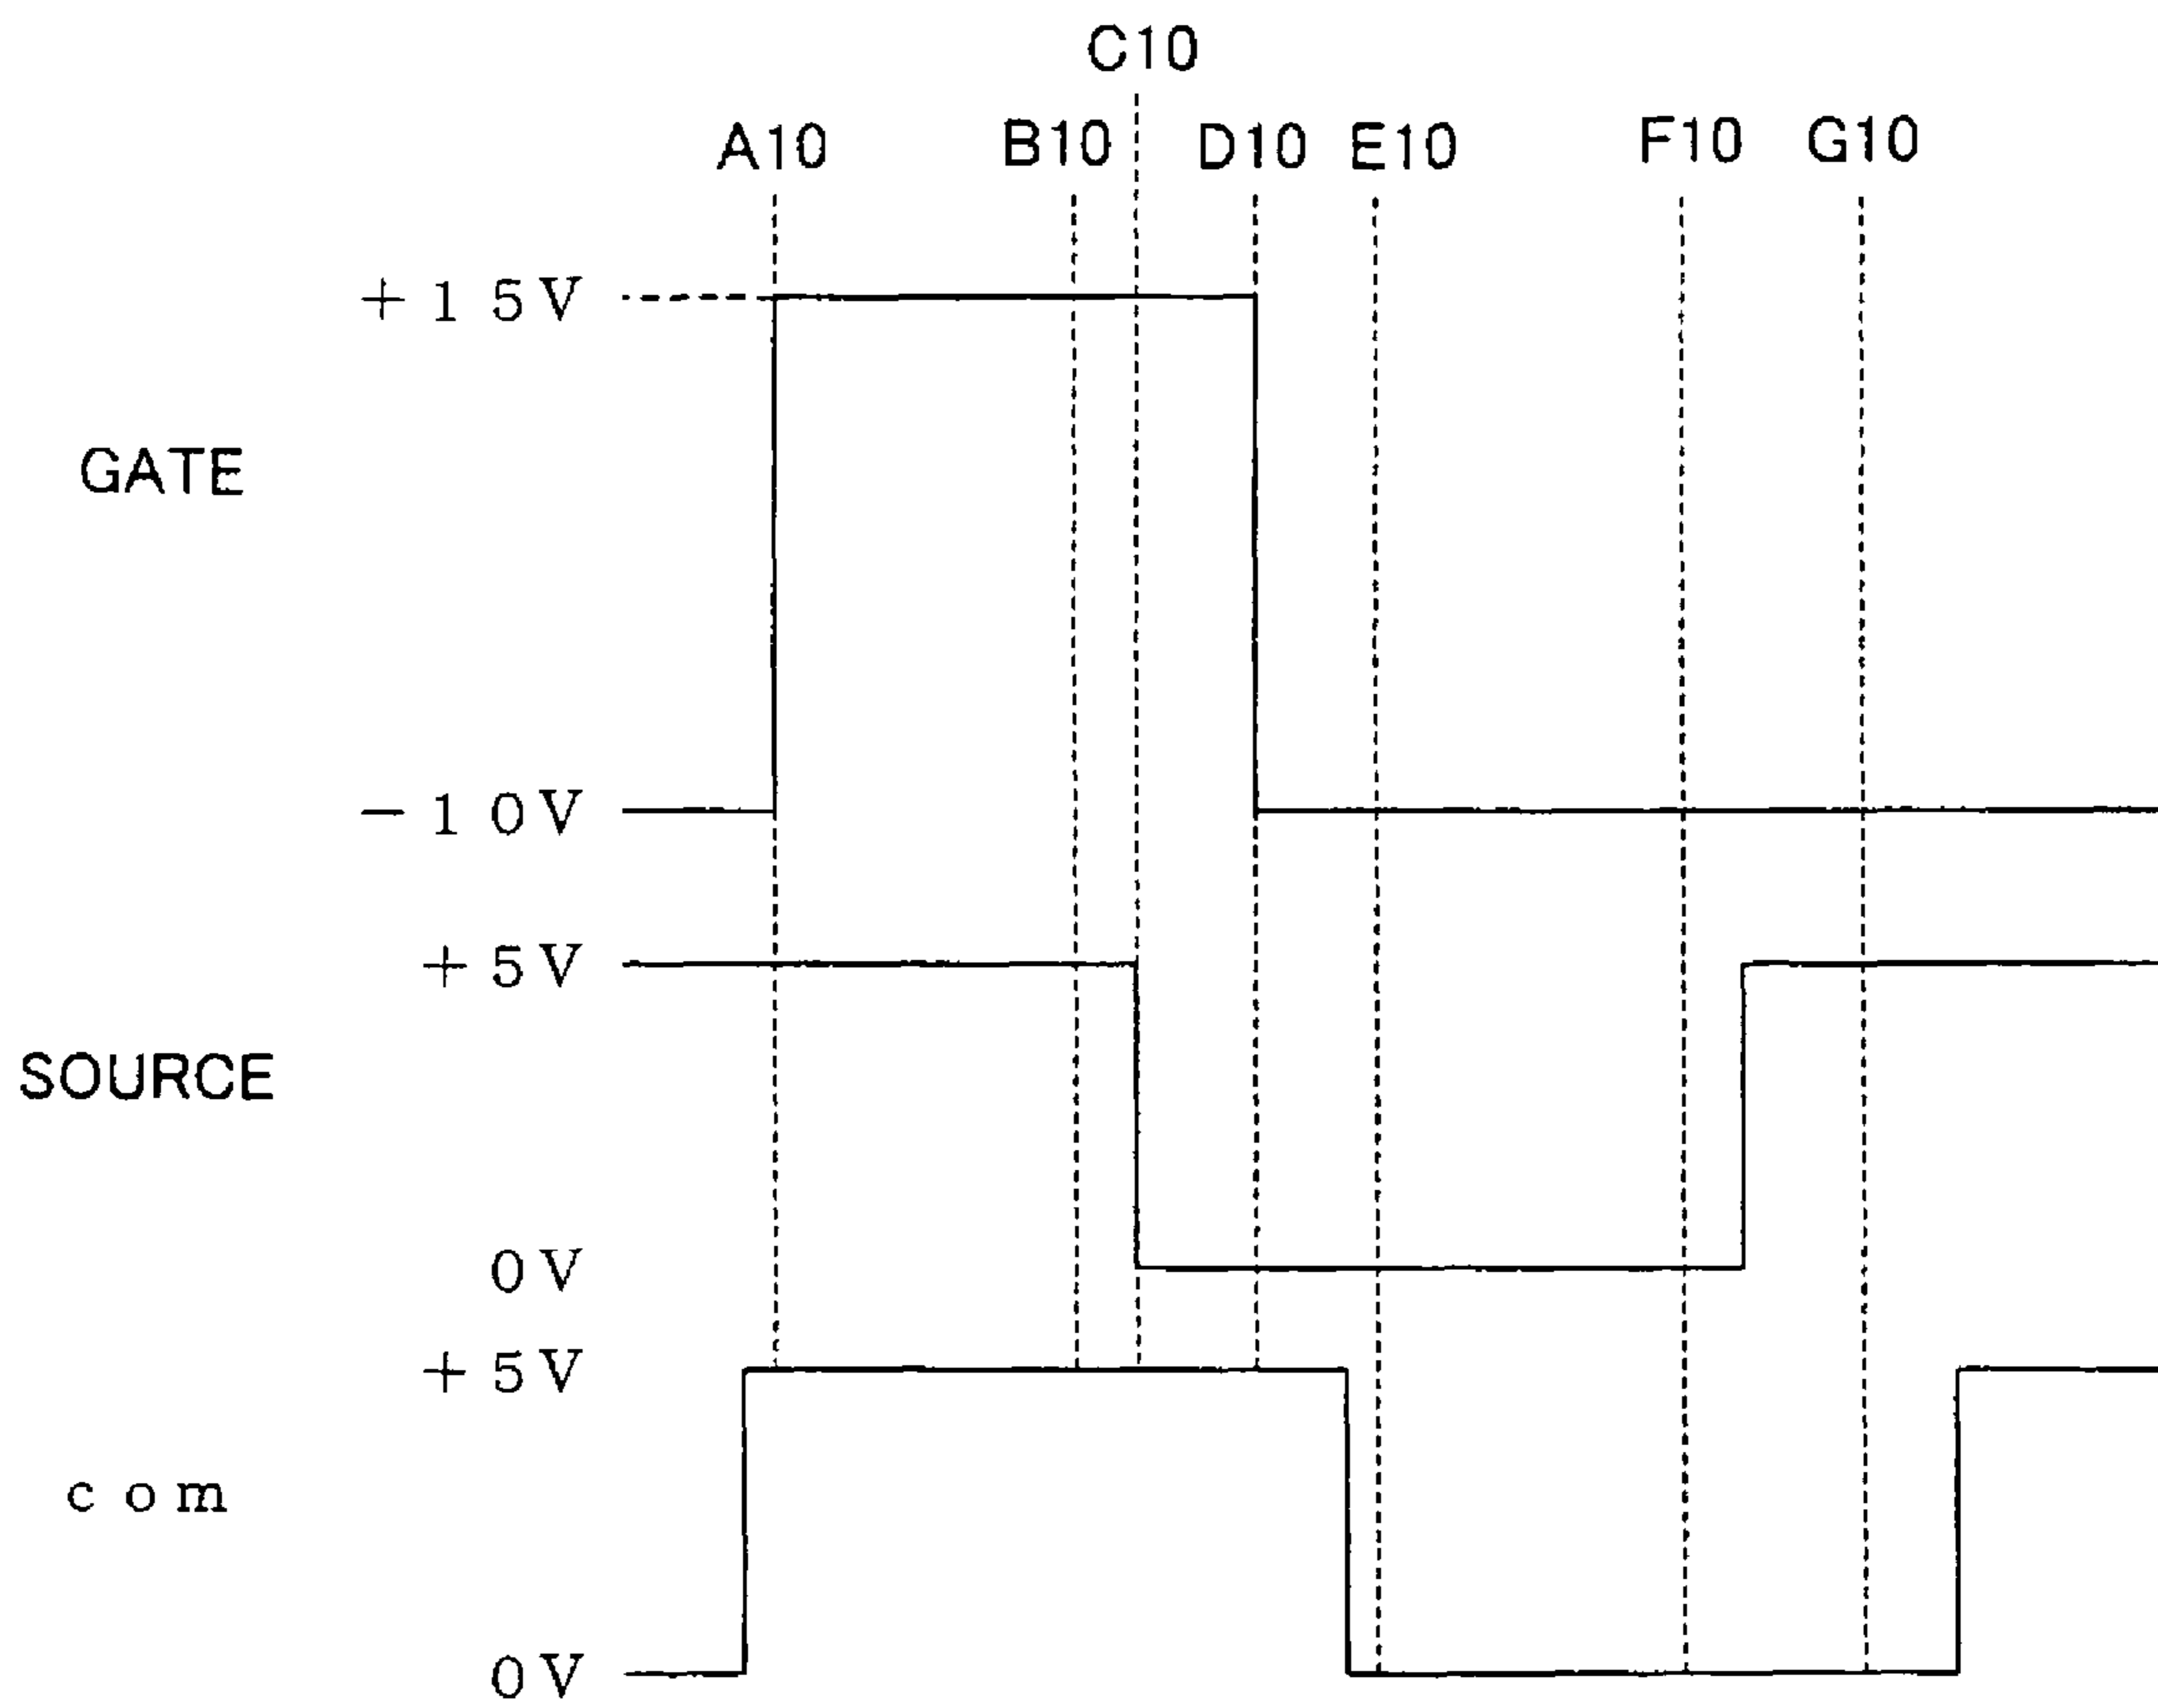 C10
A10 B10 D10 E10 F10 G10
+15V
GATE
-10V
+5V
SOURCE
0V
+5V
com
0V